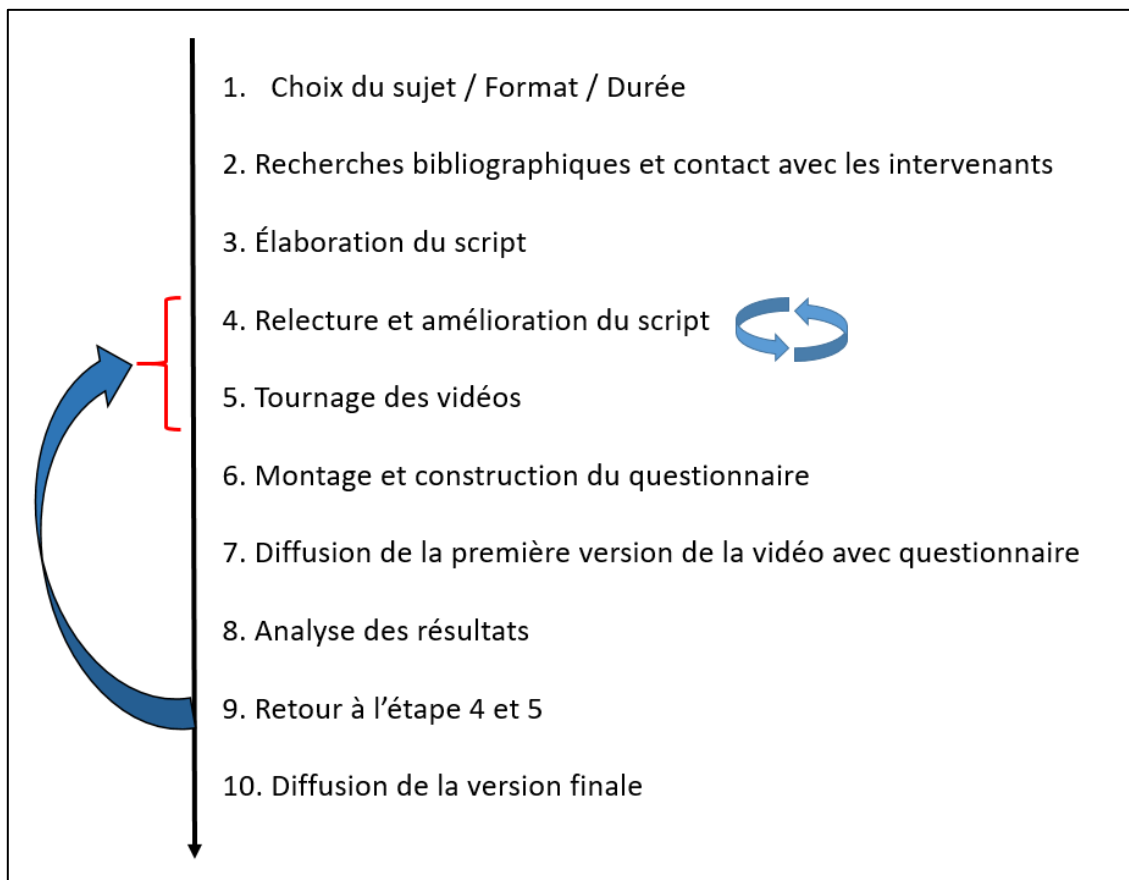 1. Choix du sujet / Format / Durée
2. Recherches bibliographiques et contact avec les intervenants
3. Élaboration du script
4. Relecture et amélioration du script
5. Tournage des vidéos
6. Montage et construction du questionnaire
7. Diffusion de la première version de la vidéo avec questionnaire
8. Analyse des résultats
9. Retour à l’étape 4 et 5
10. Diffusion de la version finale